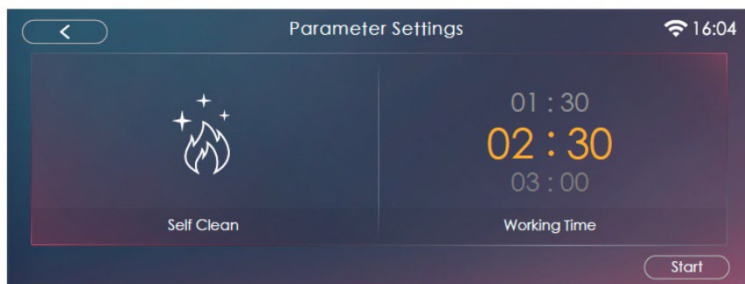 Parameter Settings
16:04
01 : 30
02 : 30
03 : 00
Self Clean
Working Time
Start